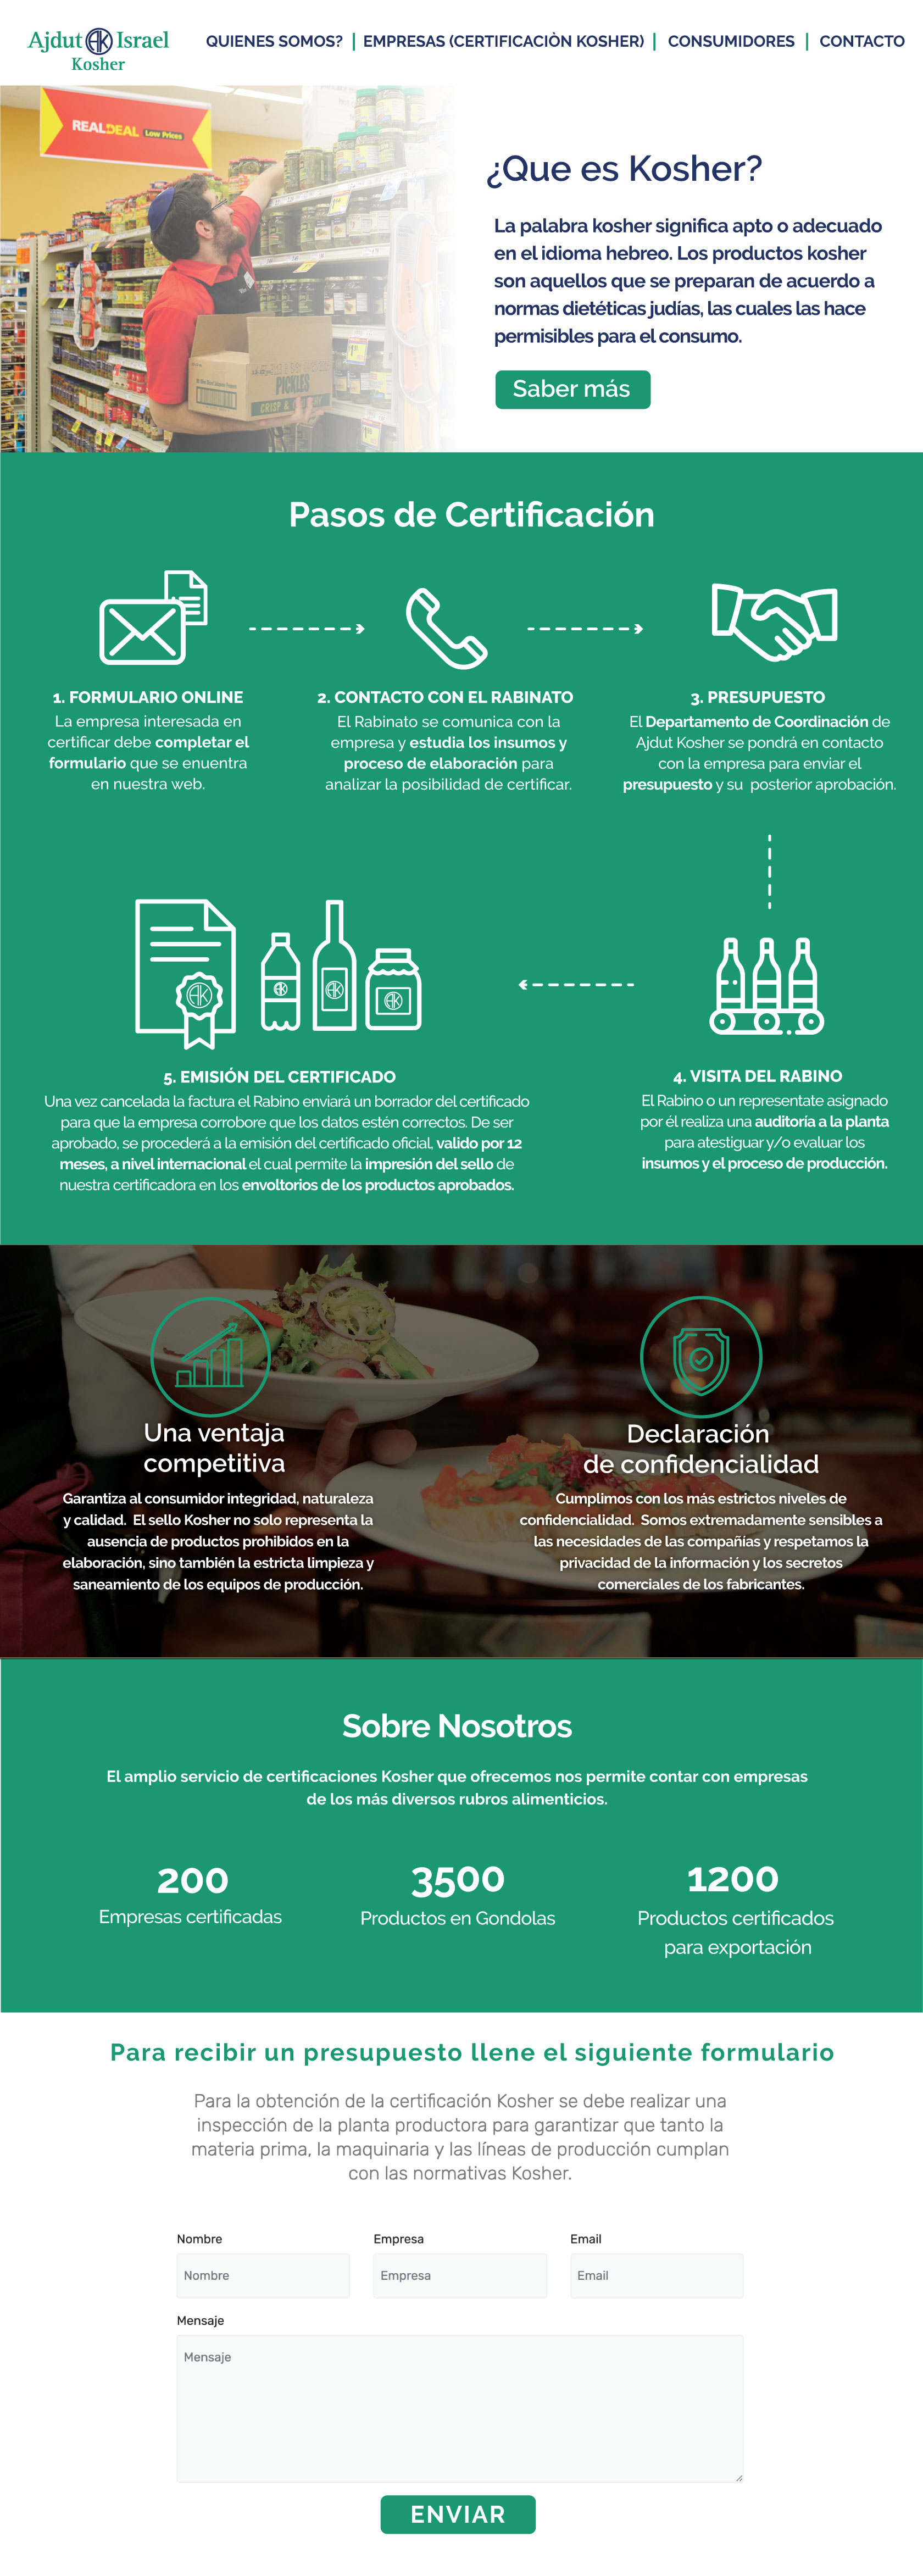 Ajdut AK Israel
Kosher
QUIENES SOMOS? | EMPRESAS (CERTIFICACIÒN KOSHER) | CONSUMIDORES | CONTACTO
REALDEAL Low Prices
PICKLES
CRISP &
¿Que es Kosher?
La palabra kosher significa apto o adecuado
en el idioma hebreo. Los productos kosher
son aquellos que se preparan de acuerdo a
normas dietéticas judías, las cuales las hace
permisibles para el consumo.
Saber más
Pasos de Certificación
1. FORMULARIO ONLINE
La empresa interesada en
certificar debe completar el
formulario que se enuentra
en nuestra web.
2. CONTACTO CON EL RABINATO
El Rabinato se comunica con la
empresa y estudia los insumos y
proceso de elaboración para
analizar la posibilidad de certificar.
3. PRESUPUESTO
El Departamento de Coordinación de
Ajdut Kosher se pondrá en contacto
con la empresa para enviar el
presupuesto y su posterior aprobación.
AK
AK
AK
AK
5. EMISIÓN DEL CERTIFICADO
Una vez cancelada la factura el Rabino enviará un borrador del certificado
para que la empresa corrobore que los datos estén correctos. De ser
aprobado, se procederá a la emisión del certificado oficial, valido por 12
meses, a nivel internacional el cual permite la impresión del sello de
nuestra certificadora en los envoltorios de los productos aprobados.
4. VISITA DEL RABINO
El Rabino o un representate asignado
por él realiza una auditoría a la planta
para atestiguar y/o evaluar los
insumos y el proceso de producción.
Una ventaja
competitiva
Garantiza al consumidor integridad, naturaleza
y calidad. El sello Kosher no solo representa la
ausencia de productos prohibidos en la
elaboración, sino también la estricta limpieza y
saneamiento de los equipos de producción.
Declaración
de confidencialidad
Cumplimos con los más estrictos niveles de
confidencialidad. Somos extremadamente sensibles a
las necesidades de las compañías y respetamos la
privacidad de la información y los secretos
comerciales de los fabricantes.
Sobre Nosotros
El amplio servicio de certificaciones Kosher que ofrecemos nos permite contar con empresas
de los más diversos rubros alimenticios.
200
Empresas certificadas
3500
Productos en Gondolas
1200
Productos certificados
para exportación
Para recibir un presupuesto llene el siguiente formulario
Para la obtención de la certificación Kosher se debe realizar una
inspección de la planta productora para garantizar que tanto la
materia prima, la maquinaria y las líneas de producción cumplan
con las normativas Kosher.
Nombre Empresa Email
Nombre Empresa Email
Mensaje
Mensaje
ENVIAR